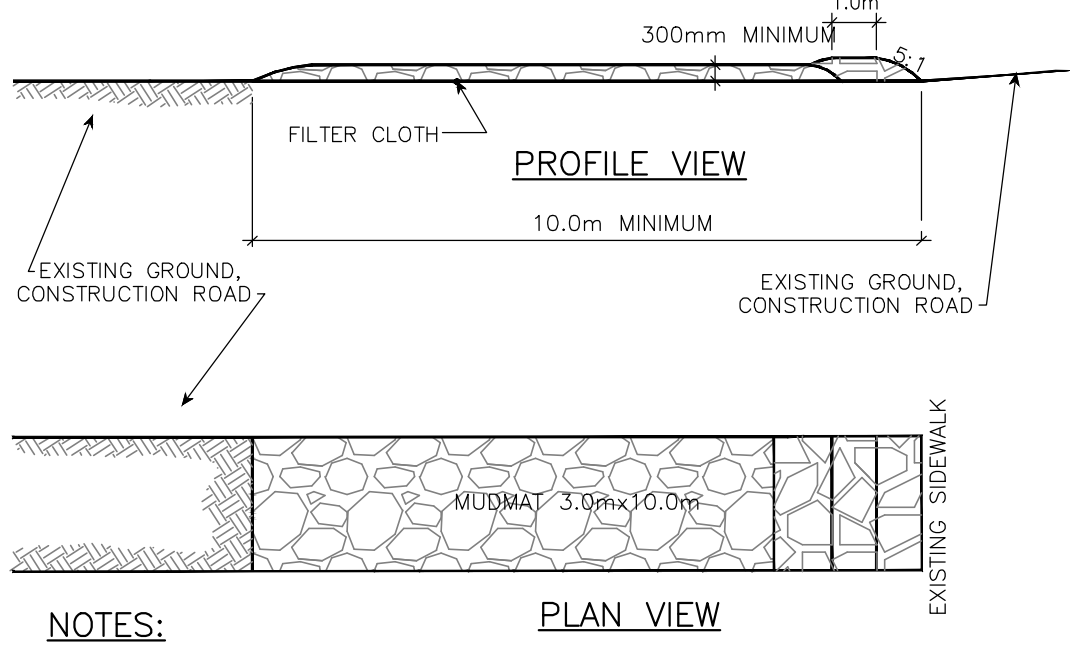 1.0m
300mm MINIMUM
5:1
FILTER CLOTH
PROFILE VIEW
10.0m MINIMUM
EXISTING GROUND,
CONSTRUCTION ROAD
EXISTING GROUND,
CONSTRUCTION ROAD
MUDMAT 3.0mx10.0m
EXISTING SIDEWALK
PLAN VIEW
NOTES: